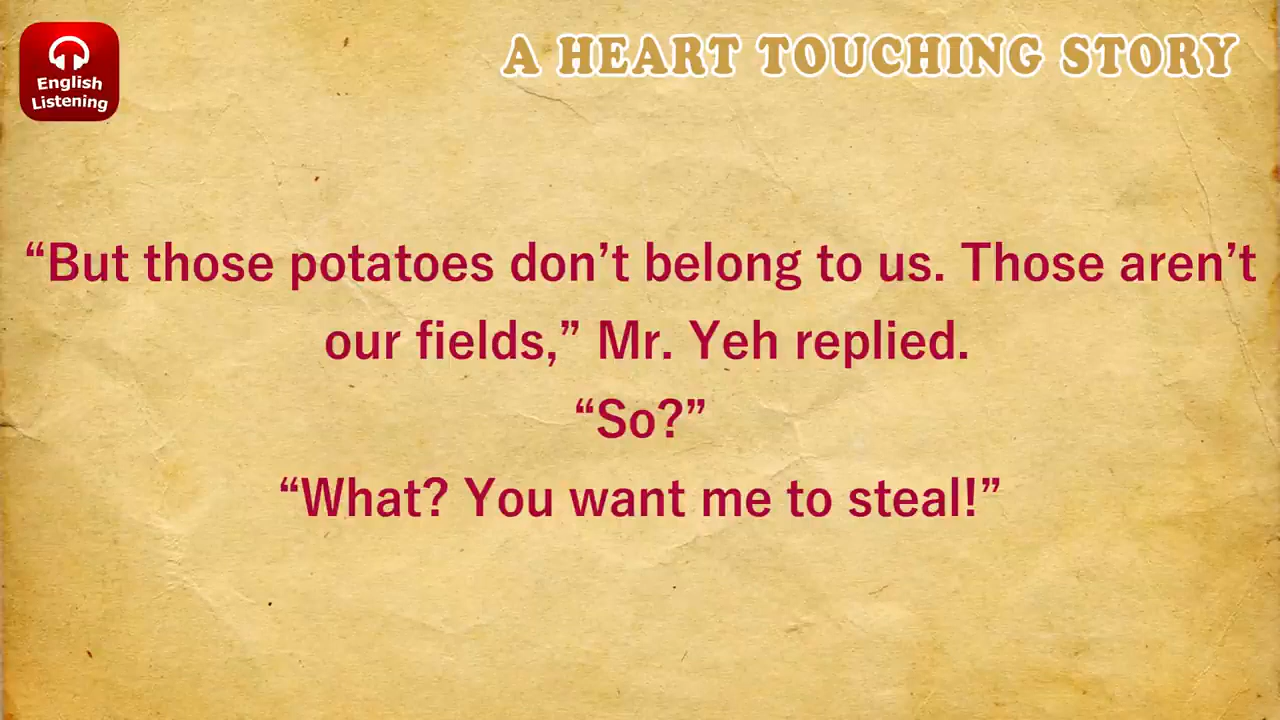 English
Listening
A HEART TOUCHING STORY
“But those potatoes don’t belong to us. Those aren’t
our fields,” Mr. Yeh replied.
“So?”
“What? You want me to steal!”